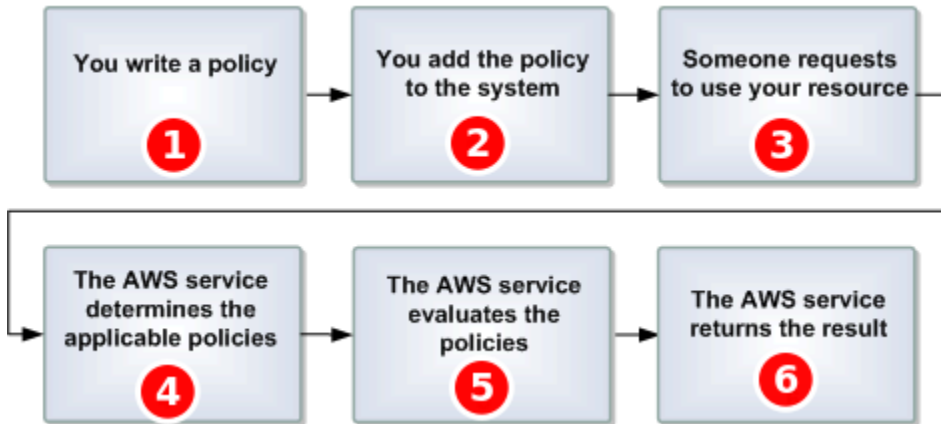 You write a policy
1
You add the policy
to the system
2
Someone requests
to use your resource
3
The AWS service
determines the
applicable policies
4
The AWS service
evaluates the
policies
5
The AWS service
returns the result
6